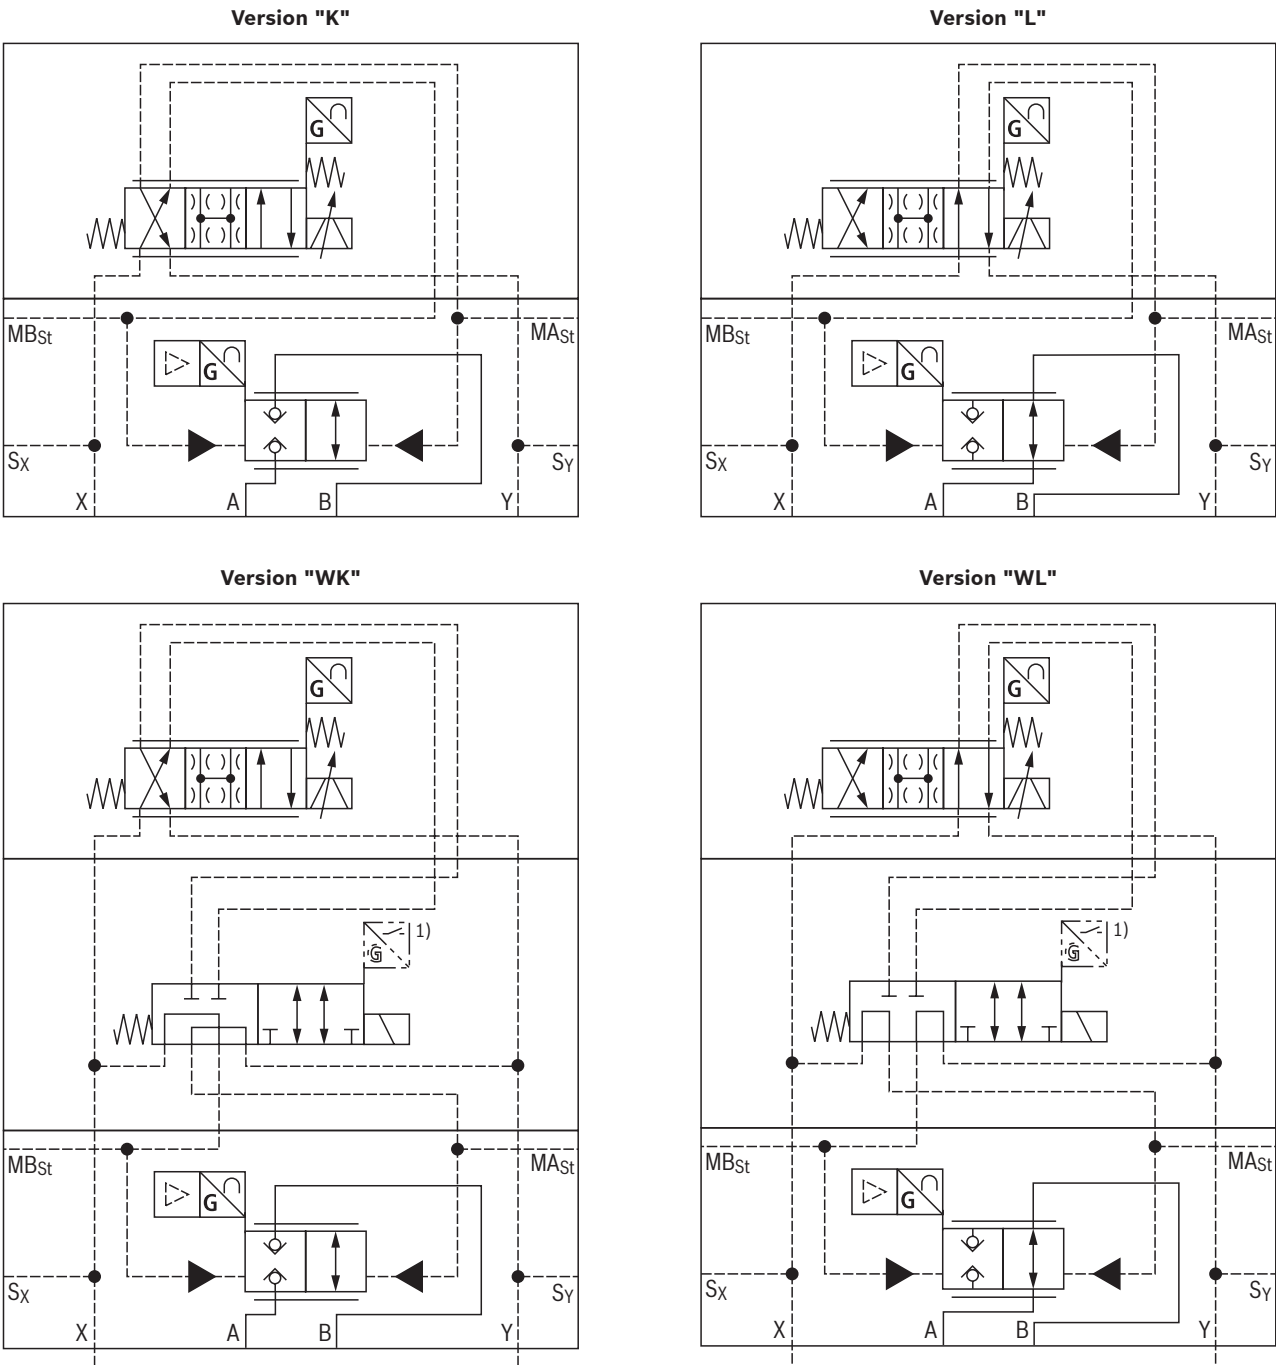 Version "K"
Version "L"
G
G
MBSt
MASt
MBSt
MASt
G
G
SX
SY
SX
SY
X
A
B
Y
X
A
B
Y
Version "WK"
Version "WL"
G
G
G
1)
G
1)
MBSt
MASt
MBSt
MASt
G
G
SX
SY
SX
SY
X
A
B
Y
X
A
B
Y